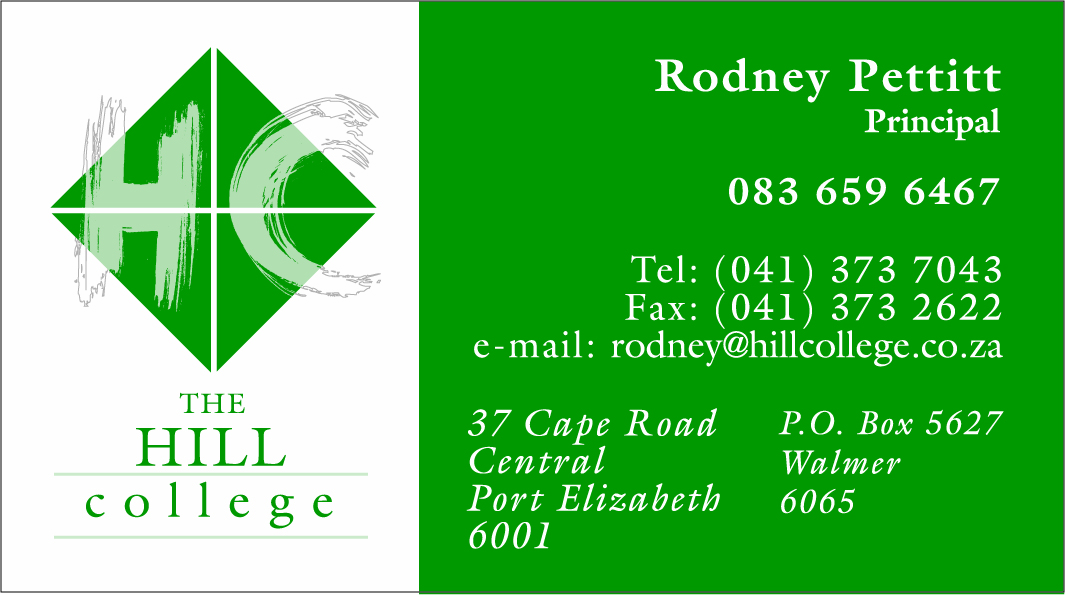 HC
THE
HILL
college
Rodney Pettitt
Principal
083 659 6467
Tel: (041) 373 7043
Fax: (041) 373 2622
e-mail: rodney@hillcollege.co.za
37 Cape Road
Central
Port Elizabeth
6001
P.O. Box 5627
Walmer
6065